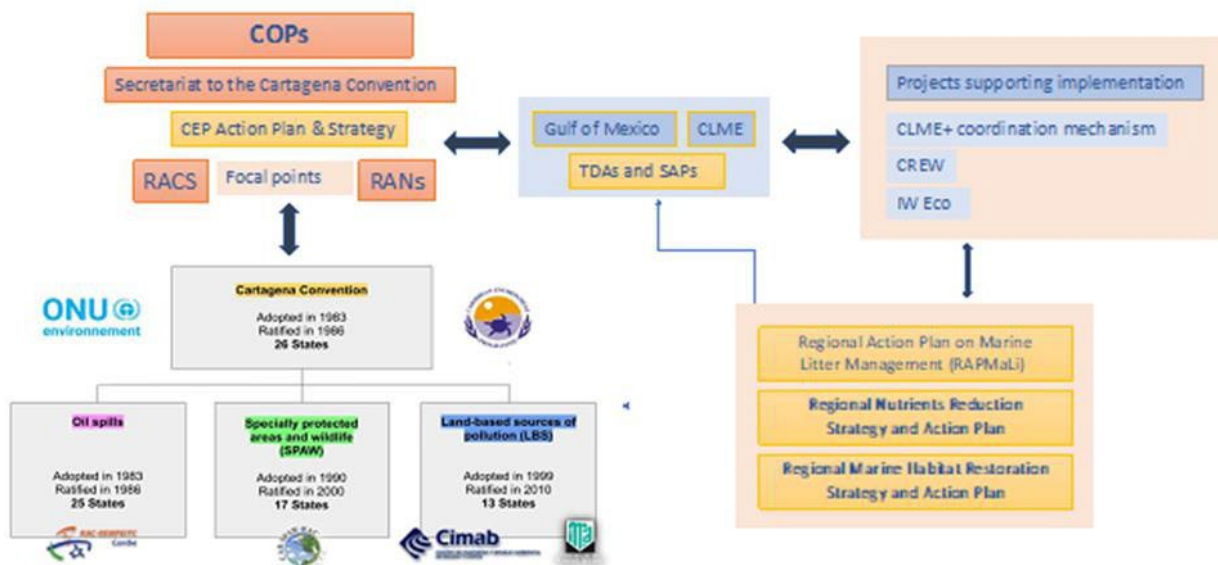 COPs
Secretariat to the Cartagena Convention
CEP Action Plan & Strategy
RACS
Focal points
RANs
Gulf of Mexico
CLME
TDAs and SAPs
Projects supporting implementation
CLME+ coordination mechanism
CREW
IW Eco
ONU
environnement
Cartagena Convention
Adopted in 1983
Ratified in 1986
26 States
Oil spills
Adopted in 1983
Ratified in 1986
25 States
Specially protected
areas and wildlife
(SPAW)
Adopted in 1990
Ratified in 2000
17 States
Land-based sources of
pollution (LBS)
Adopted in 1999
Ratified in 2010
13 States
Cimab
Regional Action Plan on Marine
Litter Management (RAPMaLi)
Regional Nutrients Reduction
Strategy and Action Plan
Regional Marine Habitat Restoration
Strategy and Action Plan